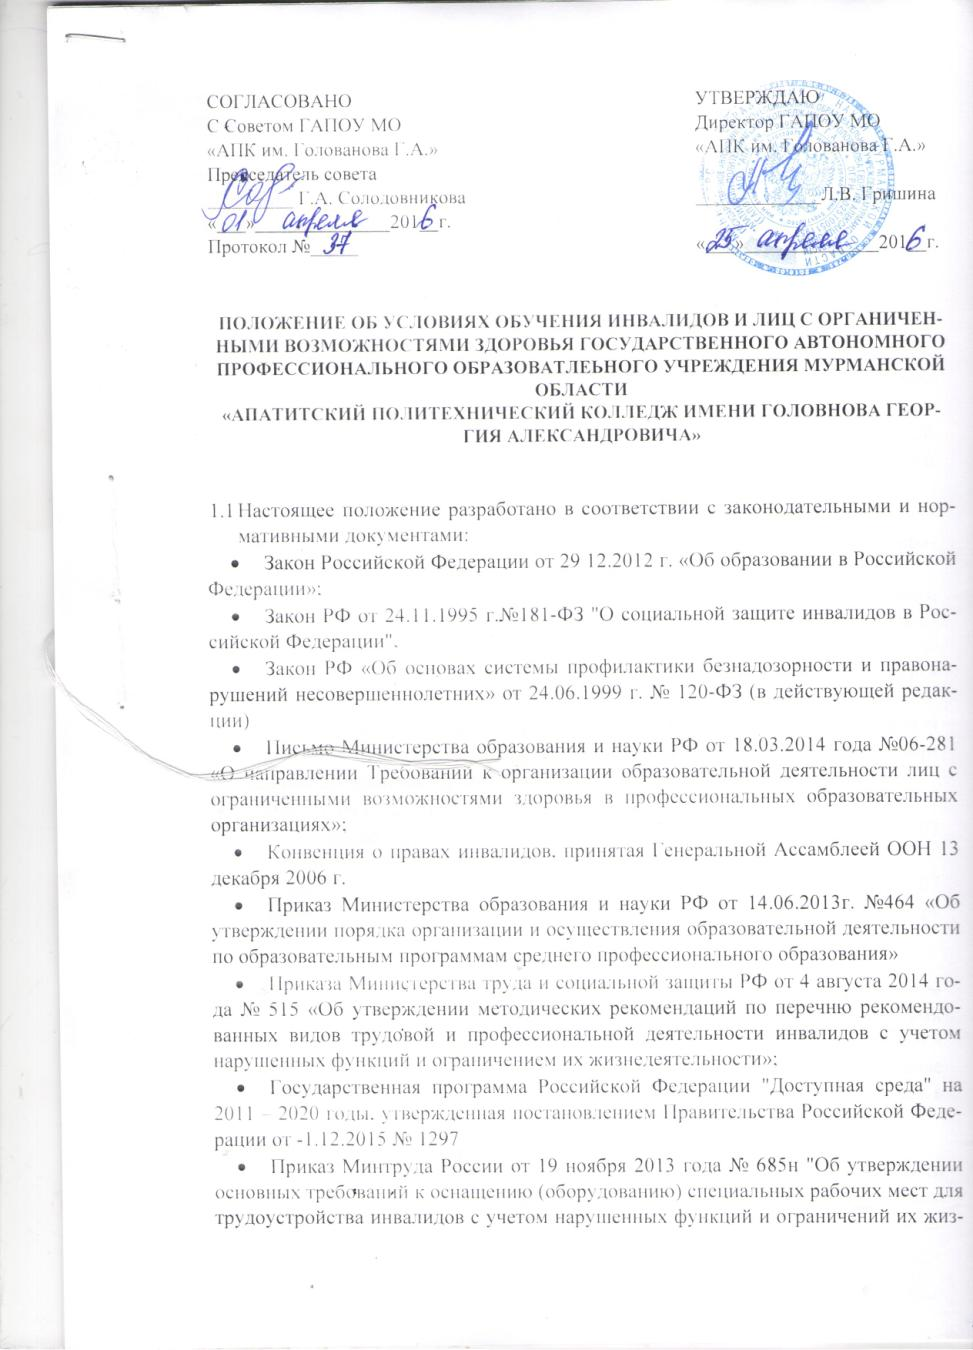 СОГЛАСОВАНО
С Советом ГАПОУ МО
«АПК им. Голованова Г.А.»
Председатель совета
_________ Г.А. Солодовникова
«01» апреля 2016 г.
Протокол № 37
УТВЕРЖДАЮ
Директор ГАПОУ МО
«АПК им. Голованова Г.А.»
_____________ Л.В. Гришина
«25» апреля 2016 г.
ПОЛОЖЕНИЕ ОБ УСЛОВИЯХ ОБУЧЕНИЯ ИНВАЛИДОВ И ЛИЦ С ОРГАНИЧЕН-
НЫМИ ВОЗМОЖНОСТЯМИ ЗДОРОВЬЯ ГОСУДАРСТВЕННОГО АВТОНОМНОГО
ПРОФЕССИОНАЛЬНОГО ОБРАЗОВАТЛЕЬНОГО УЧРЕЖДЕНИЯ МУРМАНСКОЙ
ОБЛАСТИ
«АПАТИТСКИЙ ПОЛИТЕХНИЧЕСКИЙ КОЛЛЕДЖ ИМЕНИ ГОЛОВНОВА ГЕОР-
ГИЯ АЛЕКСАНДРОВИЧА»
1.1 Настоящее положение разработано в соответствии с законодательными и нор-
мативными документами:
• Закон Российской Федерации от 29 12.2012 г. «Об образовании в Российской
Федерации»;
• Закон РФ от 24.11.1995 г.№181-ФЗ "О социальной защите инвалидов в Рос-
сийской Федерации".
• Закон РФ «Об основах системы профилактики безнадозорности и правона-
рушений несовершеннолетних» от 24.06.1999 г. № 120-ФЗ (в действующей редак-
ции)
• Письмо Министерства образования и науки РФ от 18.03.2014 года №06-281
«О направлении Требований к организации образовательной деятельности лиц с
ограниченными возможностями здоровья в профессиональных образовательных
организациях»;
• Конвенция о правах инвалидов. принятая Генеральной Ассамблеей ООН 13
декабря 2006 г.
• Приказ Министерства образования и науки РФ от 14.06.2013г. №464 «Об
утверждении порядка организации и осуществления образовательной деятельности
по образовательным программам среднего профессионального образования»
• Приказа Министерства труда и социальной защиты РФ от 4 августа 2014 го-
да № 515 «Об утверждении методических рекомендаций по перечню рекомендо-
ванных видов трудовой и профессиональной деятельности инвалидов с учетом
нарушенных функций и ограничением их жизнедеятельности»;
• Государственная программа Российской Федерации "Доступная среда" на
2011 – 2020 годы. утвержденная постановлением Правительства Российской Феде-
рации от -1.12.2015 № 1297
• Приказ Минтруда России от 19 ноября 2013 года № 685н "Об утверждении
основных требований к оснащению (оборудованию) специальных рабочих мест для
трудоустройства инвалидов с учетом нарушенных функций и ограничений их жиз-